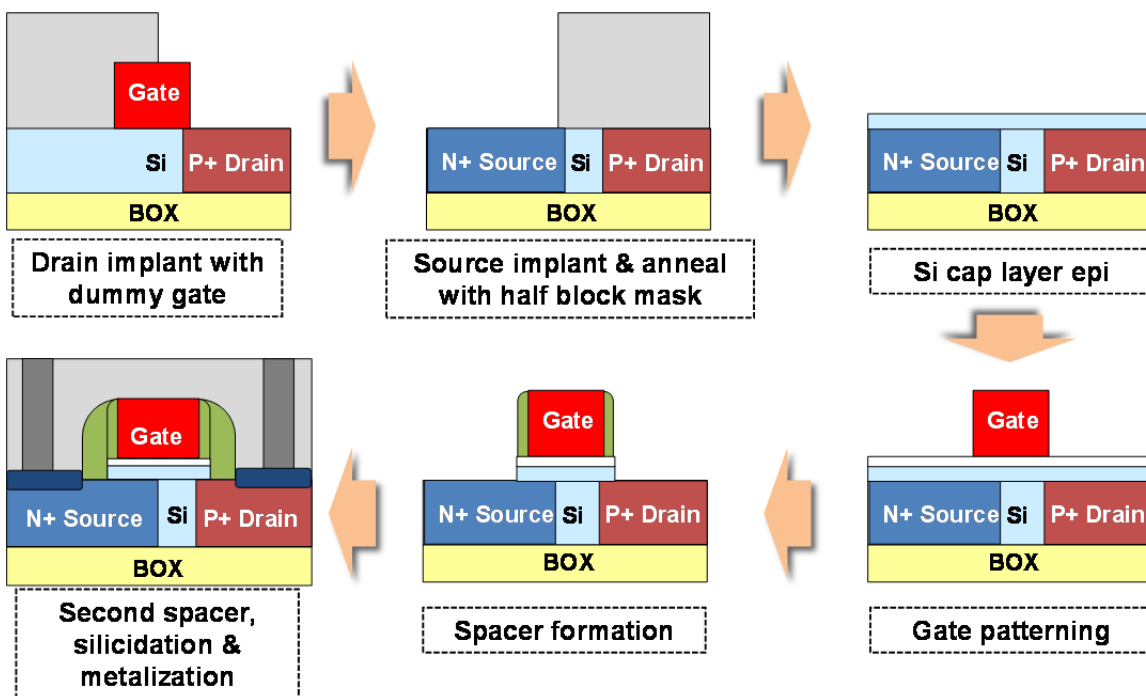 Gate
Si P+ Drain
BOX
Drain implant with
dummy gate
N+ Source Si P+ Drain
BOX
Source implant & anneal
with half block mask
N+ Source Si P+ Drain
BOX
Si cap layer epi
Gate
N+ Source Si P+ Drain
BOX
Gate patterning
Gate
N+ Source Si P+ Drain
BOX
Spacer formation
Gate
N+ Source Si P+ Drain
BOX
Second spacer,
silicidation &
metalization